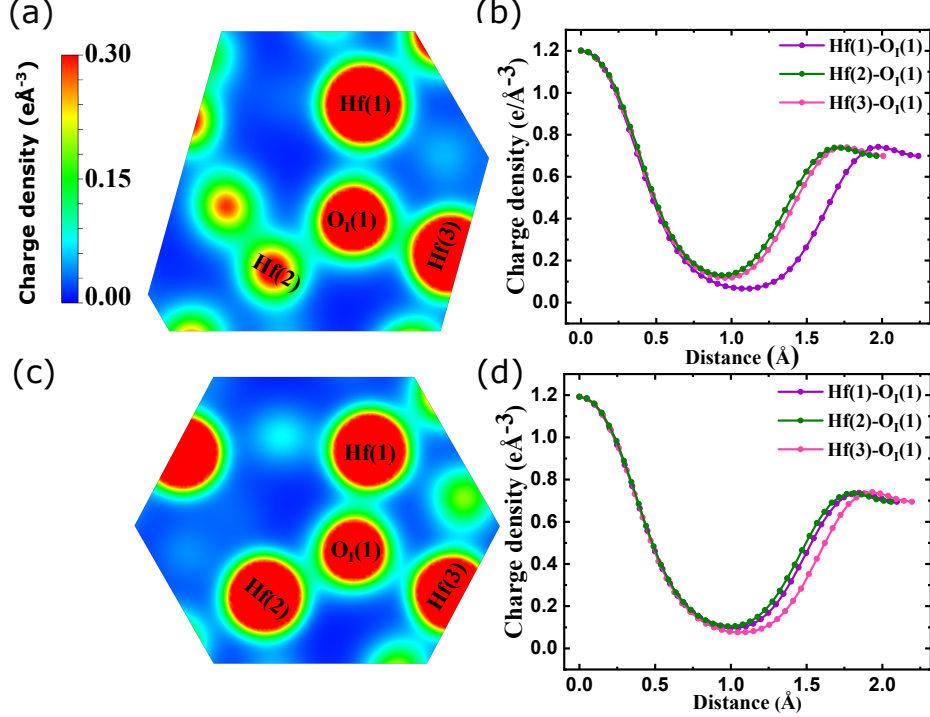 (a)
0.30
0.15
0.00
Charge density (eÅ⁻³)
Hf(1)
O_I(1)
Hf(2)
Hf(3)
(b)
Hf(1)-O_I(1)
Hf(2)-O_I(1)
Hf(3)-O_I(1)
1.2
1.0
0.8
0.6
0.4
0.2
0.0
Charge density (e/Å⁻³)
0.0 0.5 1.0 1.5 2.0
Distance (Å)
(c)
Hf(1)
O_I(1)
Hf(2)
Hf(3)
(d)
Hf(1)-O_I(1)
Hf(2)-O_I(1)
Hf(3)-O_I(1)
1.2
1.0
0.8
0.6
0.4
0.2
0.0
Charge density (eÅ⁻³)
0.0 0.5 1.0 1.5 2.0
Distance (Å)